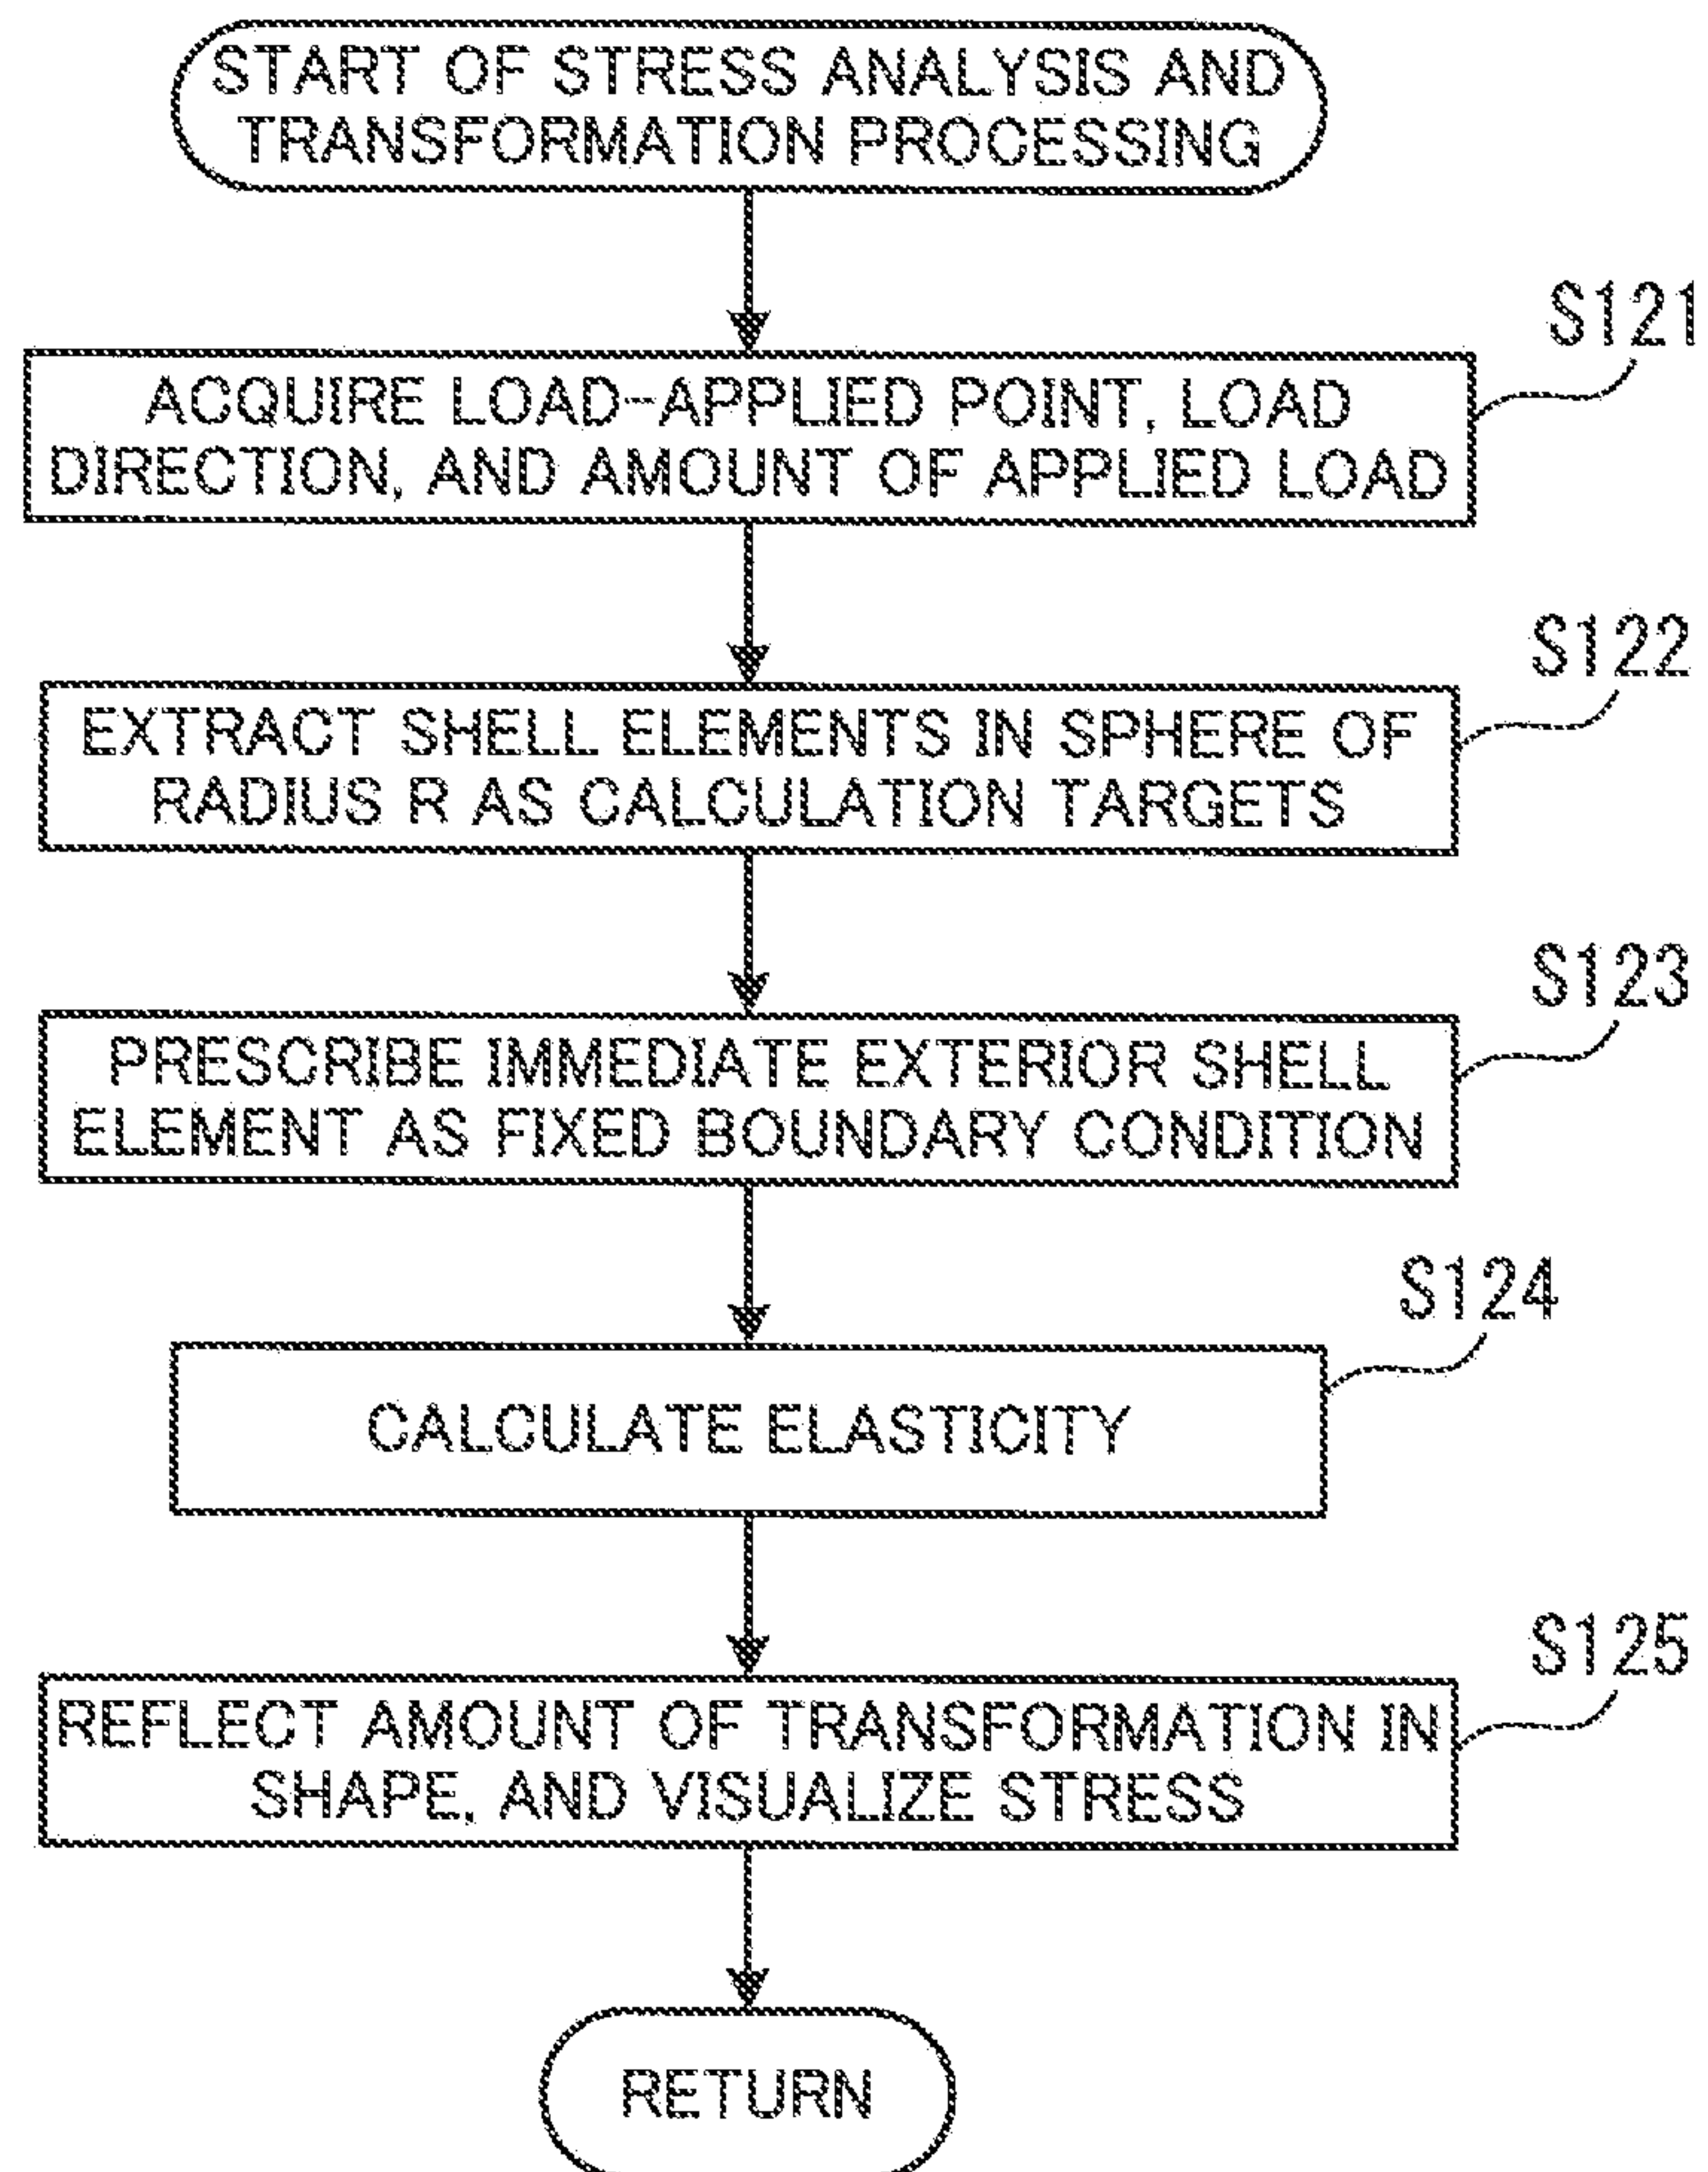 START OF STRESS ANALYSIS AND
TRANSFORMATION PROCESSING
S121
ACQUIRE LOAD-APPLIED POINT, LOAD
DIRECTION, AND AMOUNT OF APPLIED LOAD
S122
EXTRACT SHELL ELEMENTS IN SPHERE OF
RADIUS R AS CALCULATION TARGETS
S123
PRESCRIBE IMMEDIATE EXTERIOR SHELL
ELEMENT AS FIXED BOUNDARY CONDITION
S124
CALCULATE ELASTICITY
S125
REFLECT AMOUNT OF TRANSFORMATION IN
SHAPE, AND VISUALIZE STRESS
RETURN